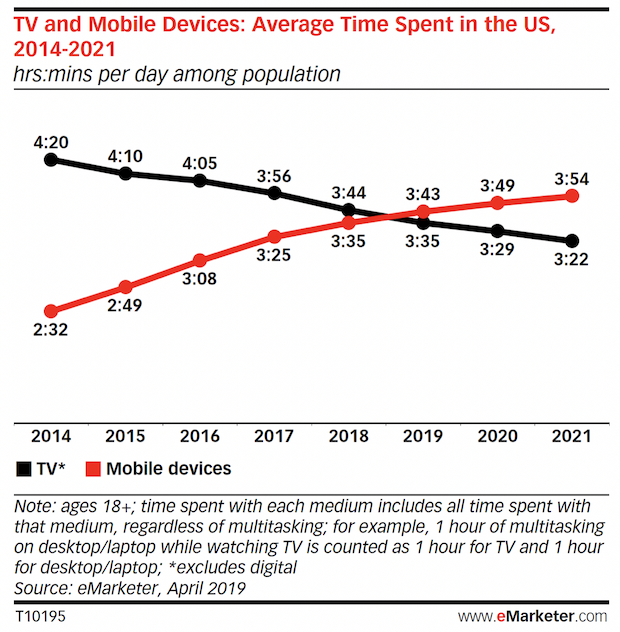 TV and Mobile Devices: Average Time Spent in the US,
2014-2021
hrs:mins per day among population
4:20
4:10
4:05
3:56
3:44
3:43
3:49
3:54
2:32
2:49
3:08
3:25
3:35
3:35
3:29
3:22
2014 2015 2016 2017 2018 2019 2020 2021
TV* Mobile devices
Note: ages 18+; time spent with each medium includes all time spent with
that medium, regardless of multitasking; for example, 1 hour of multitasking
on desktop/laptop while watching TV is counted as 1 hour for TV and 1 hour
for desktop/laptop; *excludes digital
Source: eMarketer, April 2019
T10195 www.eMarketer.com